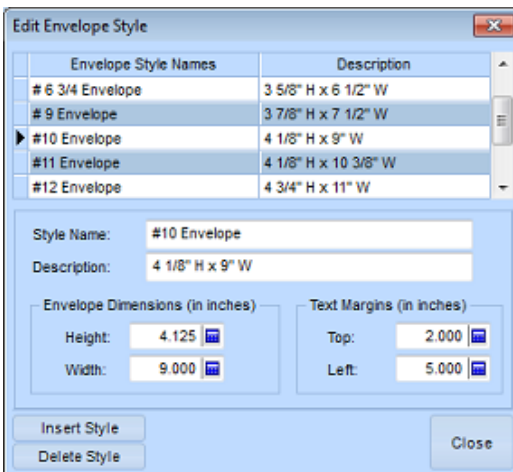 Edit Envelope Style
Envelope Style Names Description
# 6 3/4 Envelope 3 5/8" H x 6 1/2" W
# 9 Envelope 3 7/8" H x 7 1/2" W
#10 Envelope 4 1/8" H x 9" W
#11 Envelope 4 1/8" H x 10 3/8" W
#12 Envelope 4 3/4" H x 11" W
Style Name: #10 Envelope
Description: 4 1/8" H x 9" W
Envelope Dimensions (in inches) Text Margins (in inches)
Height: 4.125 Top: 2.000
Width: 9.000 Left: 5.000
Insert Style
Delete Style
Close